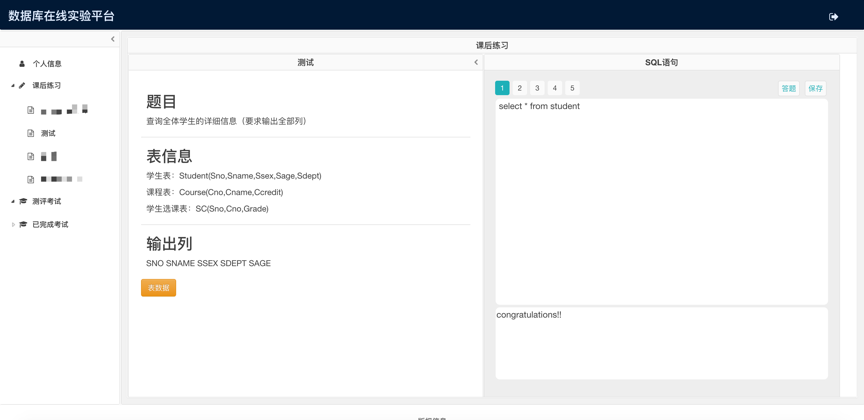 数据库在线实验平台
个人信息
课后练习
测试
测评考试
已完成考试
课后练习
测试
题目
查询全体学生的详细信息（要求输出全部列）
表信息
学生表：Student(Sno,Sname,Ssex,Sage,Sdept)
课程表：Course(Cno,Cname,Ccredit)
学生选课表：SC(Sno,Cno,Grade)
输出列
SNO SNAME SSEX SDEPT SAGE
表数据
SQL语句
1 2 3 4 5 答题 保存
select * from student
congratulations!!